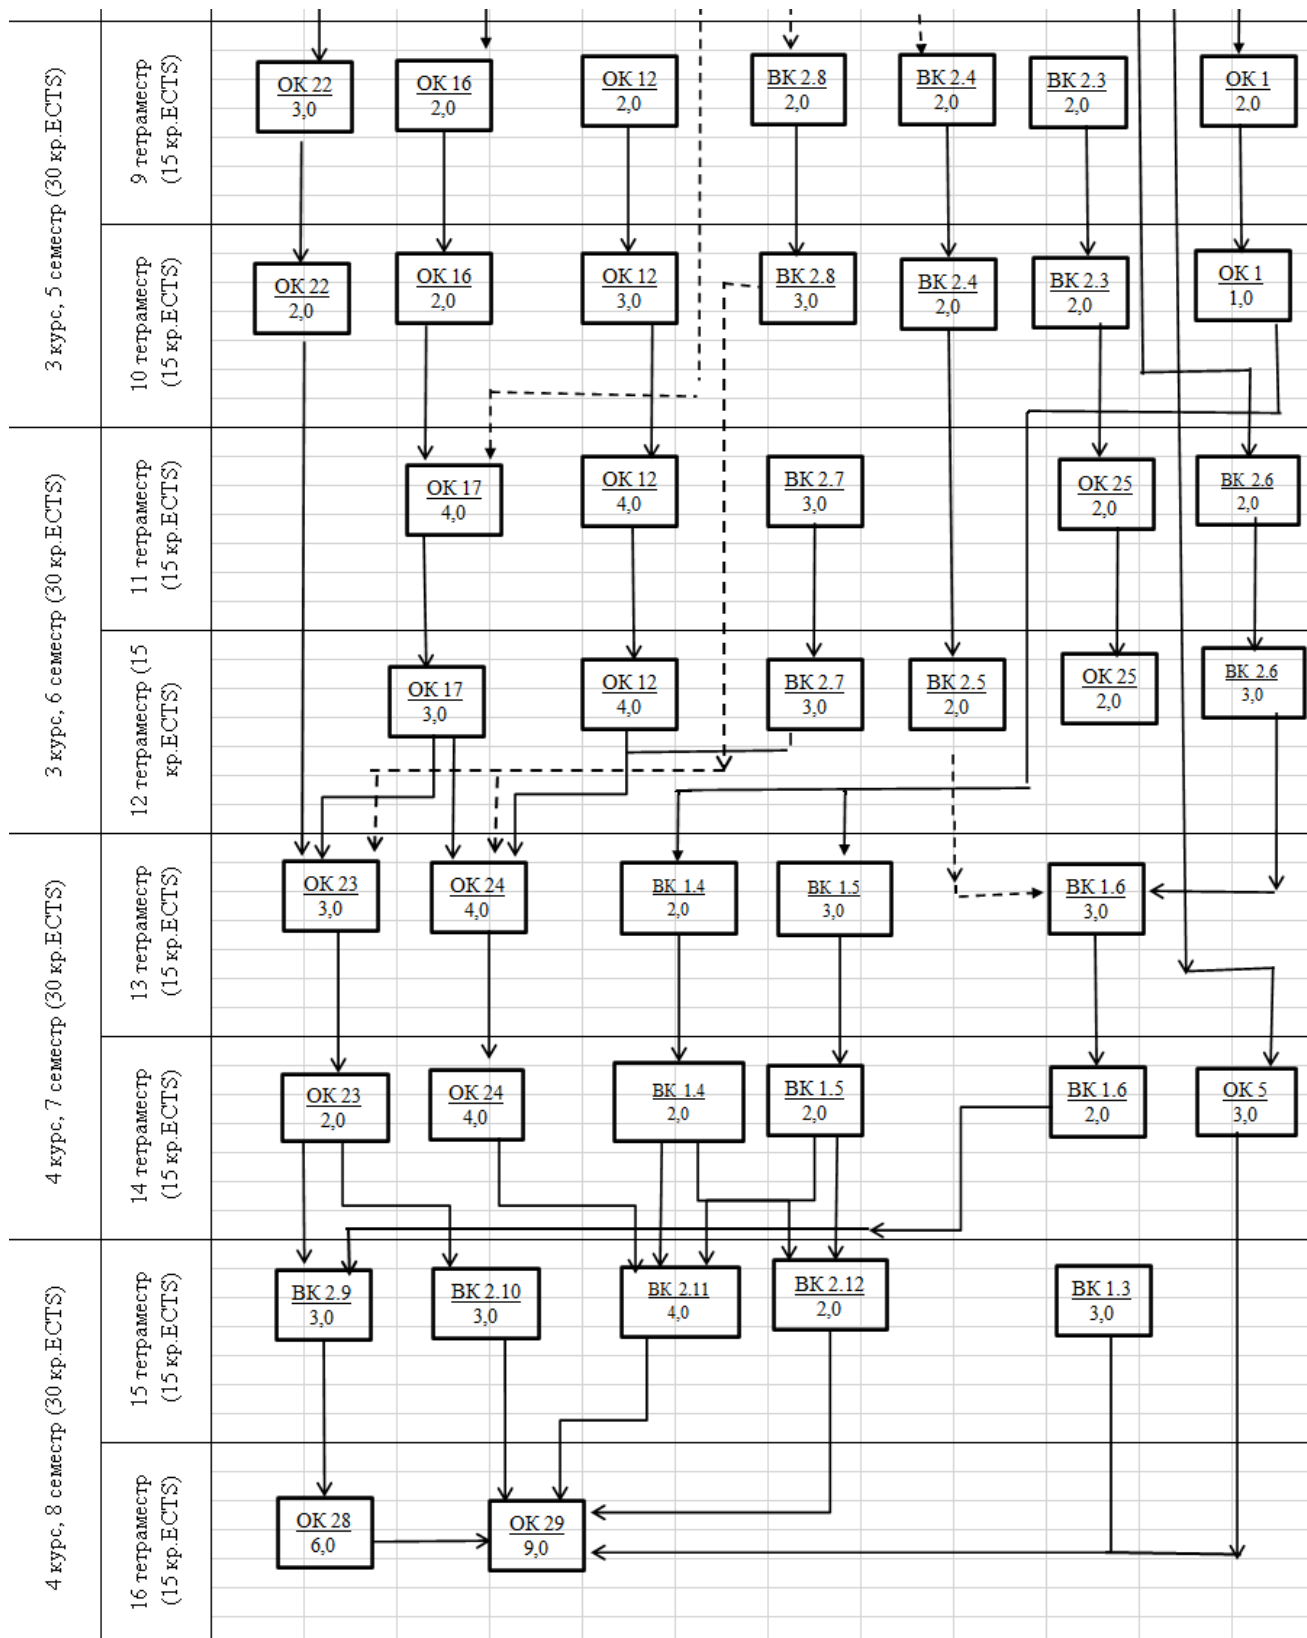 3 курс, 5 семестр (30 кр.ECTS)
9 тетраместр
(15 кр.ECTS)
ОК 22
3,0
ОК 16
2,0
ОК 12
2,0
ВК 2.8
2,0
ВК 2.4
2,0
ВК 2.3
2,0
ОК 1
2,0
10 тетраместр
(15 кр.ECTS)
ОК 22
2,0
ОК 16
2,0
ОК 12
3,0
ВК 2.8
3,0
ВК 2.4
2,0
ВК 2.3
2,0
ОК 1
1,0
3 курс, 6 семестр (30 кр.ECTS)
11 тетраместр
(15 кр.ECTS)
ОК 17
4,0
ОК 12
4,0
ВК 2.7
3,0
ОК 25
2,0
ВК 2.6
2,0
12 тетраместр (15
кр.ECTS)
ОК 17
3,0
ОК 12
4,0
ВК 2.7
3,0
ВК 2.5
2,0
ОК 25
2,0
ВК 2.6
3,0
4 курс, 7 семестр (30 кр.ECTS)
13 тетраместр
(15 кр.ECTS)
ОК 23
3,0
ОК 24
4,0
ВК 1.4
2,0
ВК 1.5
3,0
ВК 1.6
3,0
14 тетраместр
(15 кр.ECTS)
ОК 23
2,0
ОК 24
4,0
ВК 1.4
2,0
ВК 1.5
2,0
ВК 1.6
2,0
ОК 5
3,0
4 курс, 8 семестр (30 кр.ECTS)
15 тетраместр
(15 кр.ECTS)
ВК 2.9
3,0
ВК 2.10
3,0
ВК 2.11
4,0
ВК 2.12
2,0
ВК 1.3
3,0
16 тетраместр
(15 кр.ECTS)
ОК 28
6,0
ОК 29
9,0